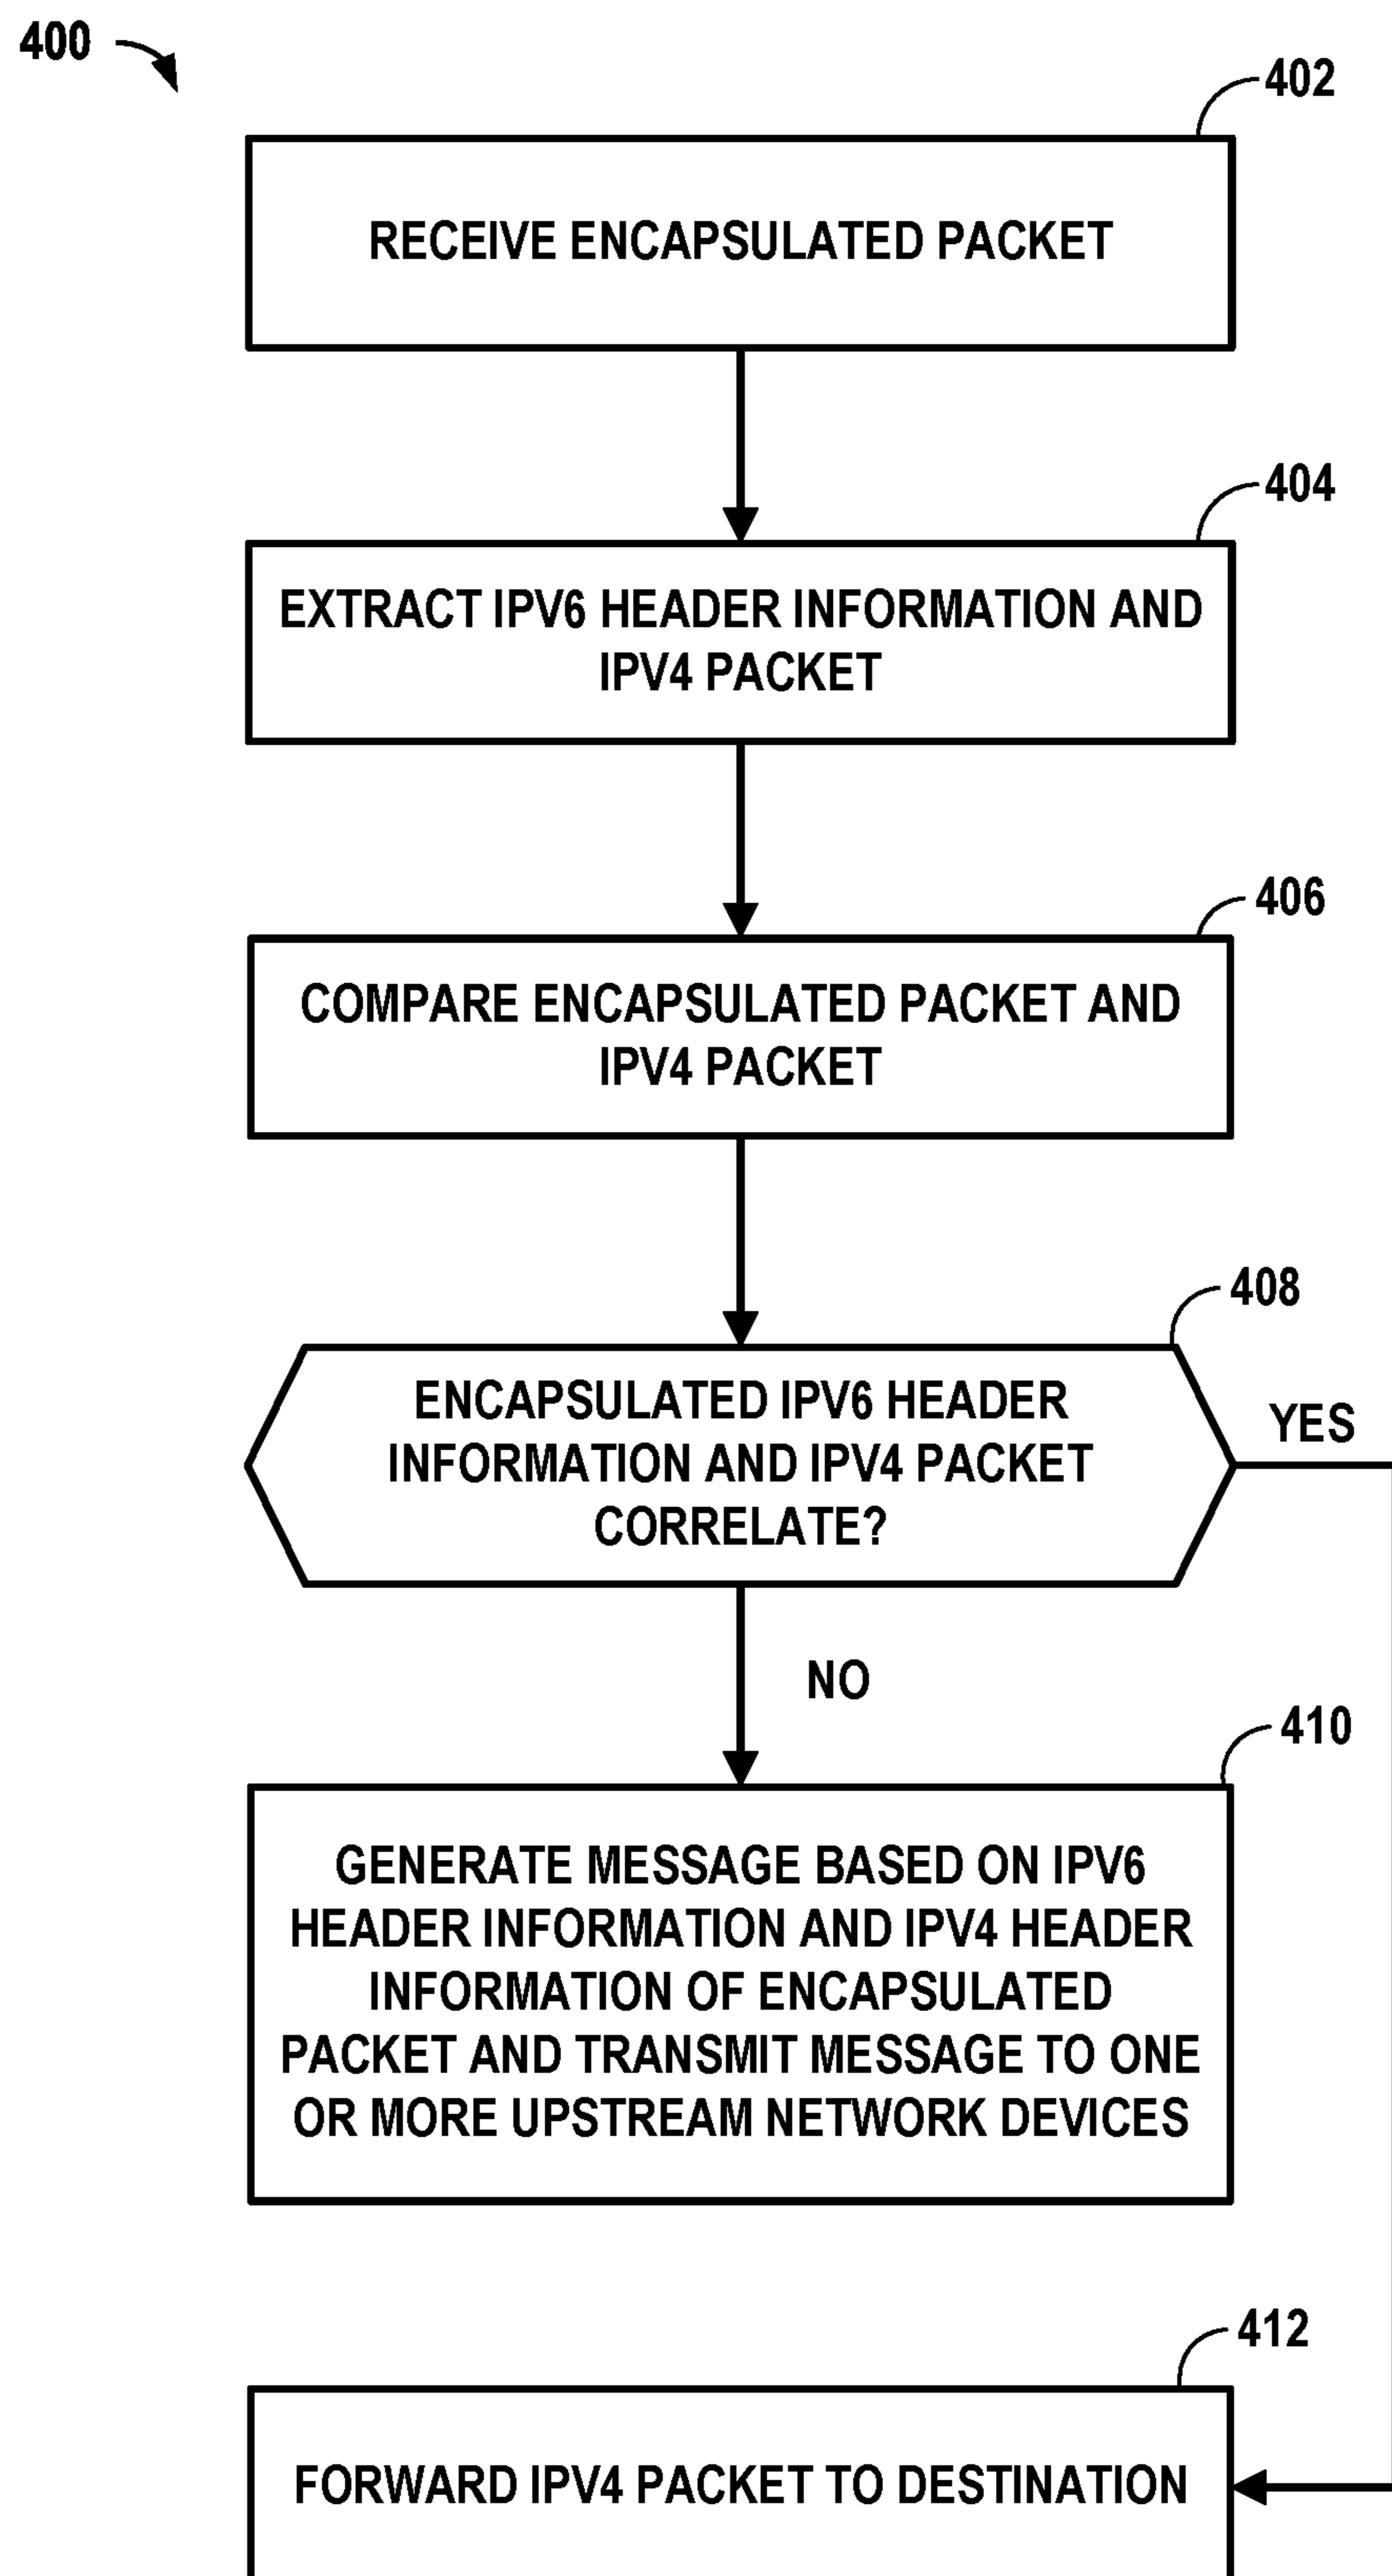 400
402
RECEIVE ENCAPSULATED PACKET
404
EXTRACT IPV6 HEADER INFORMATION AND
IPV4 PACKET
406
COMPARE ENCAPSULATED PACKET AND
IPV4 PACKET
408
ENCAPSULATED IPV6 HEADER
INFORMATION AND IPV4 PACKET
CORRELATE?
YES
NO
410
GENERATE MESSAGE BASED ON IPV6
HEADER INFORMATION AND IPV4 HEADER
INFORMATION OF ENCAPSULATED
PACKET AND TRANSMIT MESSAGE TO ONE
OR MORE UPSTREAM NETWORK DEVICES
412
FORWARD IPV4 PACKET TO DESTINATION